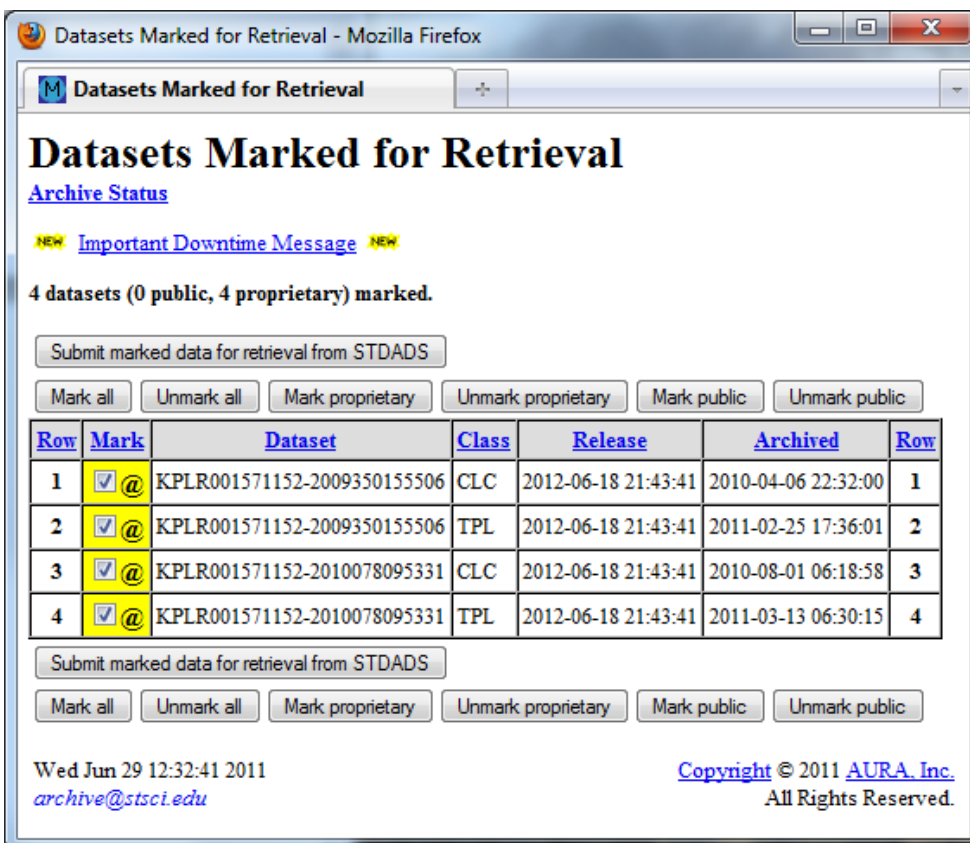 Datasets Marked for Retrieval - Mozilla Firefox
M Datasets Marked for Retrieval
Datasets Marked for Retrieval
Archive Status
NEW Important Downtime Message NEW
4 datasets (0 public, 4 proprietary) marked.
Submit marked data for retrieval from STDADS
Mark all Unmark all Mark proprietary Unmark proprietary Mark public Unmark public
Row Mark Dataset Class Release Archived Row
1 @ KPLR001571152-2009350155506 CLC 2012-06-18 21:43:41 2010-04-06 22:32:00 1
2 @ KPLR001571152-2009350155506 TPL 2012-06-18 21:43:41 2011-02-25 17:36:01 2
3 @ KPLR001571152-2010078095331 CLC 2012-06-18 21:43:41 2010-08-01 06:18:58 3
4 @ KPLR001571152-2010078095331 TPL 2012-06-18 21:43:41 2011-03-13 06:30:15 4
Submit marked data for retrieval from STDADS
Mark all Unmark all Mark proprietary Unmark proprietary Mark public Unmark public
Wed Jun 29 12:32:41 2011 Copyright © 2011 AURA, Inc.
archive@stsci.edu All Rights Reserved.